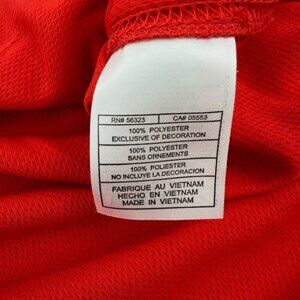 RN# 56323 CA# 05553
100% POLYESTER
EXCLUSIVE OF DECORATION
100% POLYESTER
SANS ORNEMENTS
100% POLIESTER
NO INCLUYE LA DECORACION
FABRIQUE AU VIETNAM
HECHO EN VIETNAM
MADE IN VIETNAM